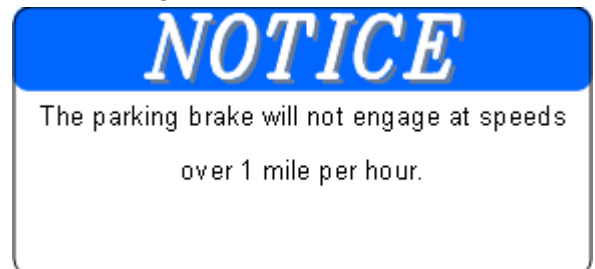 NOTICE
The parking brake will not engage at speeds
over 1 mile per hour.